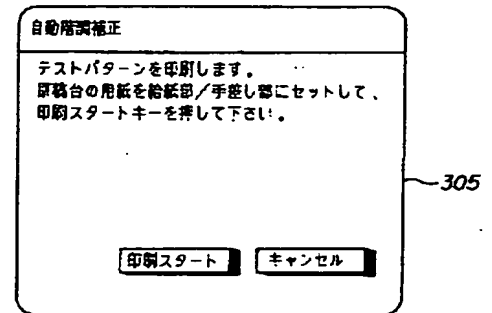 自動階調補正
テストパターンを印刷します。
原稿台の用紙を給紙部/手差し部にセットして、
印刷スタートキーを押して下さい。
305
印刷スタート キャンセル